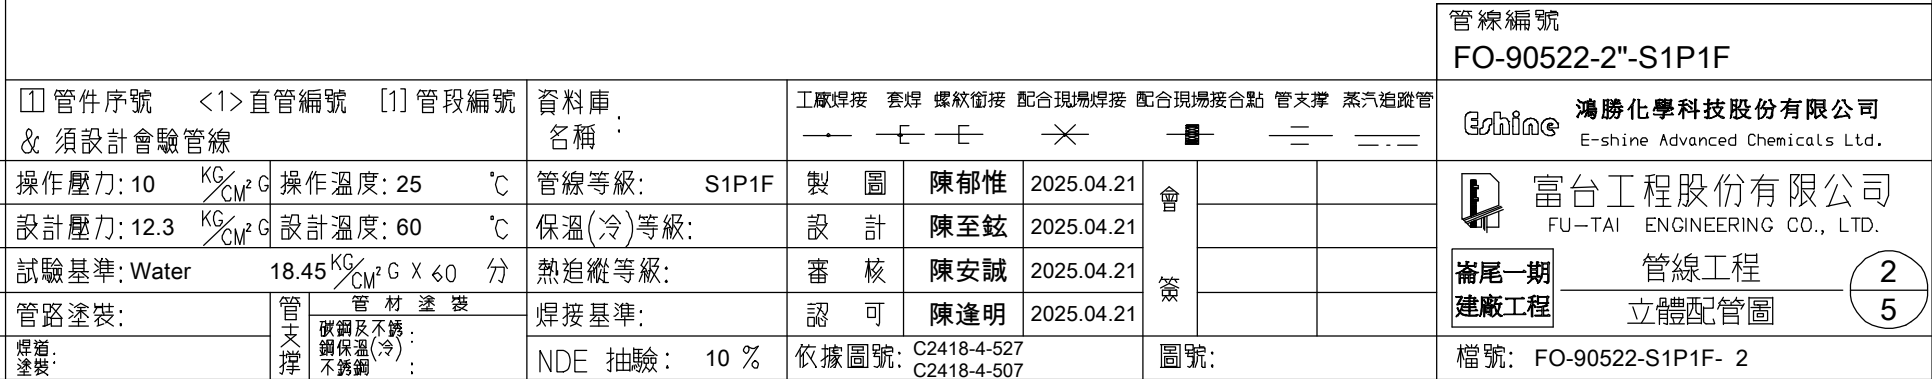 管線編號
FO-90522-2"-S1P1F
1 管件序號 <1>直管編號 [1]管段編號
& 須設計會驗管線
資料庫
名稱 :
工廠焊接 套焊 螺紋銜接 配合現場焊接 配合現場接合點 管支撐 蒸汽追蹤管
Eshine 鴻勝化學科技股份有限公司
E-shine Advanced Chemicals Ltd.
操作壓力: 10 KG/CM² G 操作溫度: 25 °C 管線等級: S1P1F 製 圖 陳郁惟 2025.04.21
設計壓力: 12.3 KG/CM² G 設計溫度: 60 °C 保溫(冷)等級: 設 計 陳至鉉 2025.04.21
試驗基準: Water 18.45 KG/CM² G X 60 分 熱追縱等級: 審 核 陳安誠 2025.04.21
管路塗裝: 焊接基準: 認 可 陳逢明 2025.04.21
會
簽
富台工程股份有限公司
FU-TAI ENGINEERING CO., LTD.
崙尾一期
建廠工程
管線工程
立體配管圖
2
5
焊道:
塗裝:
管
支
撐
管 材 塗 裝
碳鋼及不銹 :
鋼保溫(冷) :
不銹鋼 :
NDE 抽驗: 10 %
依據圖號: C2418-4-527
C2418-4-507
圖號:
檔號: FO-90522-S1P1F- 2